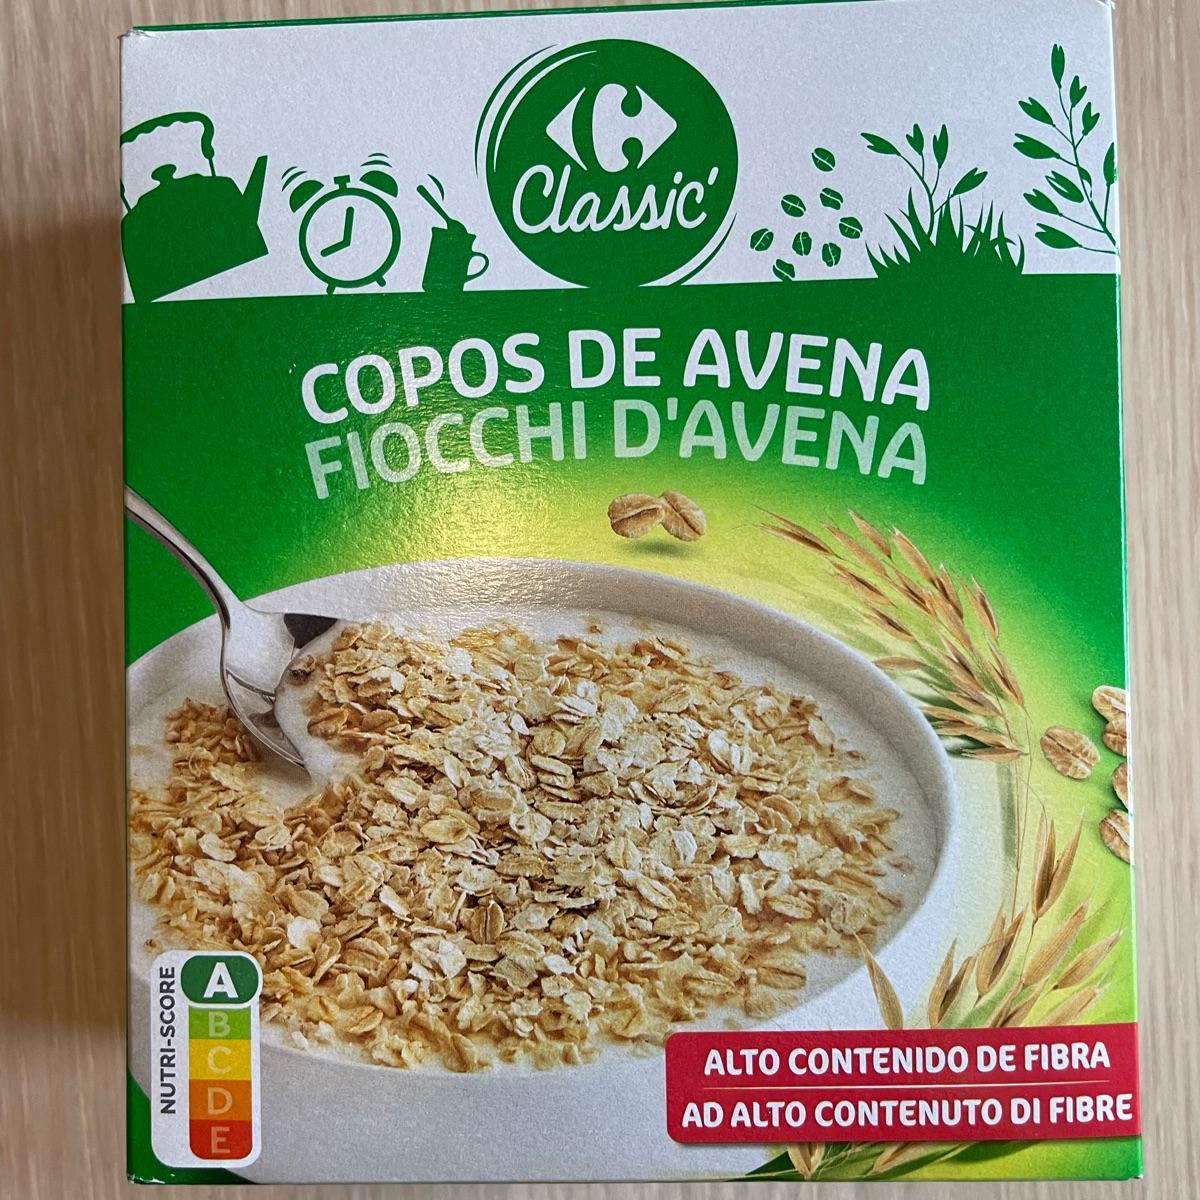 Classic'
COPOS DE AVENA
FIOCCHI D'AVENA
NUTRI-SCORE
A
B
C
D
E
ALTO CONTENIDO DE FIBRA
AD ALTO CONTENUTO DI FIBRE